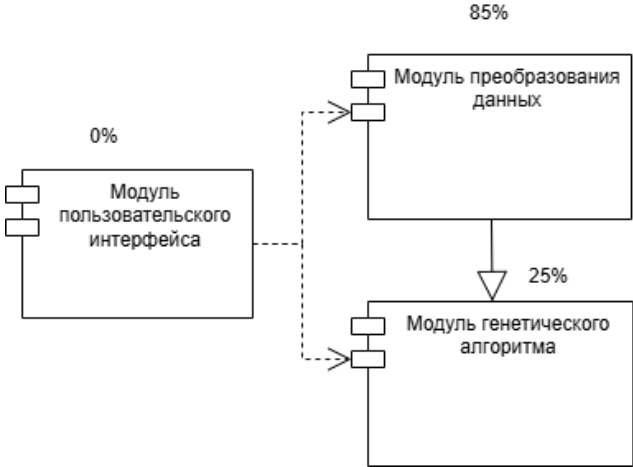 85%
Модуль преобразования
данных
0%
Модуль
пользовательского
интерфейса
25%
Модуль генетического
алгоритма